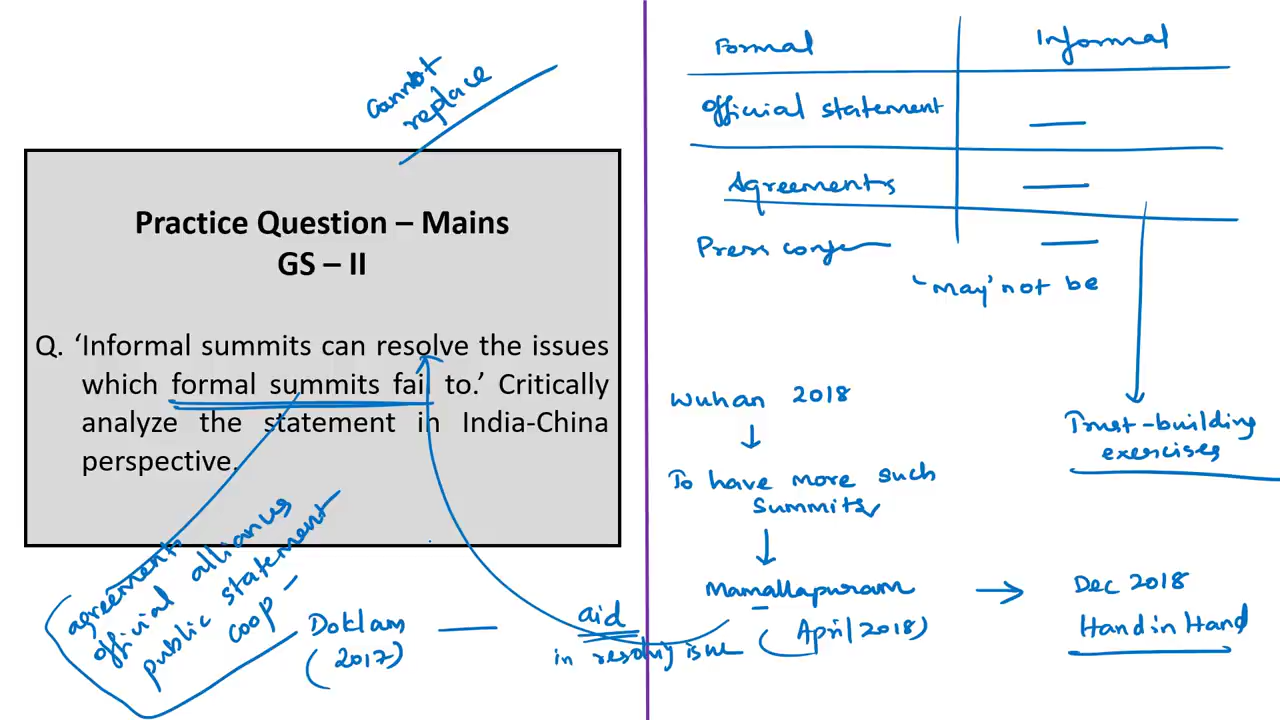 cannot
replace
Practice Question – Mains
GS – II
Q. ‘Informal summits can resolve the issues
which formal summits fail to.’ Critically
analyze the statement in India-China
perspective.
agreement
official alliances
public statement
coop –
Doklam —
(2017)
aid
in resolving issue
Formal Informal
Official statement —
Agreements —
Press conf —
'may' not be
Wuhan 2018
↓
To have more such
Summits
↓
Mamallapuram → Dec 2018
(April 2018) Hand in Hand
Trust-building
exercises